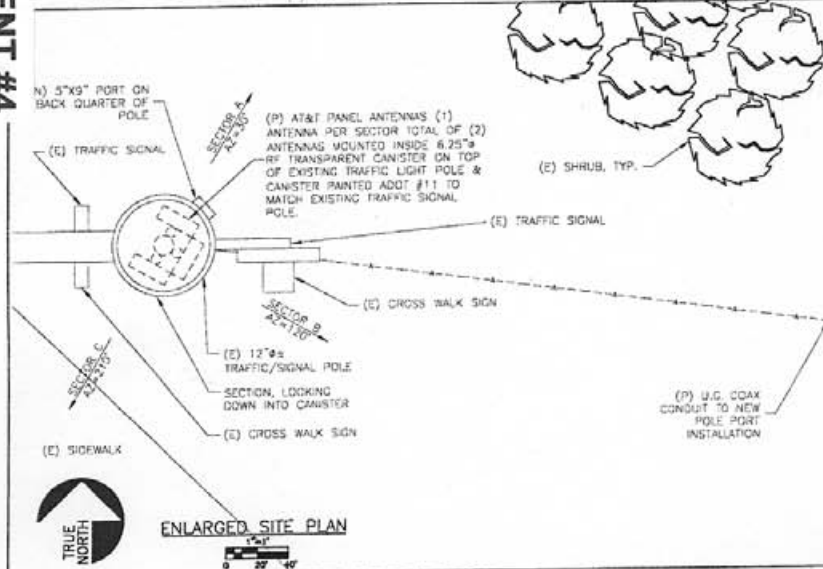 ENT #4
N) 5"X9" PORT ON
BACK QUARTER OF
POLE
SECTOR A
AZ=30°
(P) AT&T PANEL ANTENNAS (1)
ANTENNA PER SECTOR TOTAL OF (2)
ANTENNAS MOUNTED INSIDE 6.25"ø
RF TRANSPARENT CANISTER ON TOP
OF EXISTING TRAFFIC LIGHT POLE &
CANISTER PAINTED ADOT #11 TO
MATCH EXISTING TRAFFIC SIGNAL
POLE.
(E) TRAFFIC SIGNAL
(E) SHRUB, TYP.
(E) TRAFFIC SIGNAL
(E) CROSS WALK SIGN
SECTOR B
AZ=120°
(E) 12"ø±
TRAFFIC/SIGNAL POLE
SECTION, LOOKING
DOWN INTO CANISTER
(E) CROSS WALK SIGN
SECTOR C
AZ=210°
(E) SIDEWALK
(P) U.G. COAX
CONDUIT TO NEW
POLE PORT
INSTALLATION
TRUE
NORTH
ENLARGED SITE PLAN
0 20' 40'